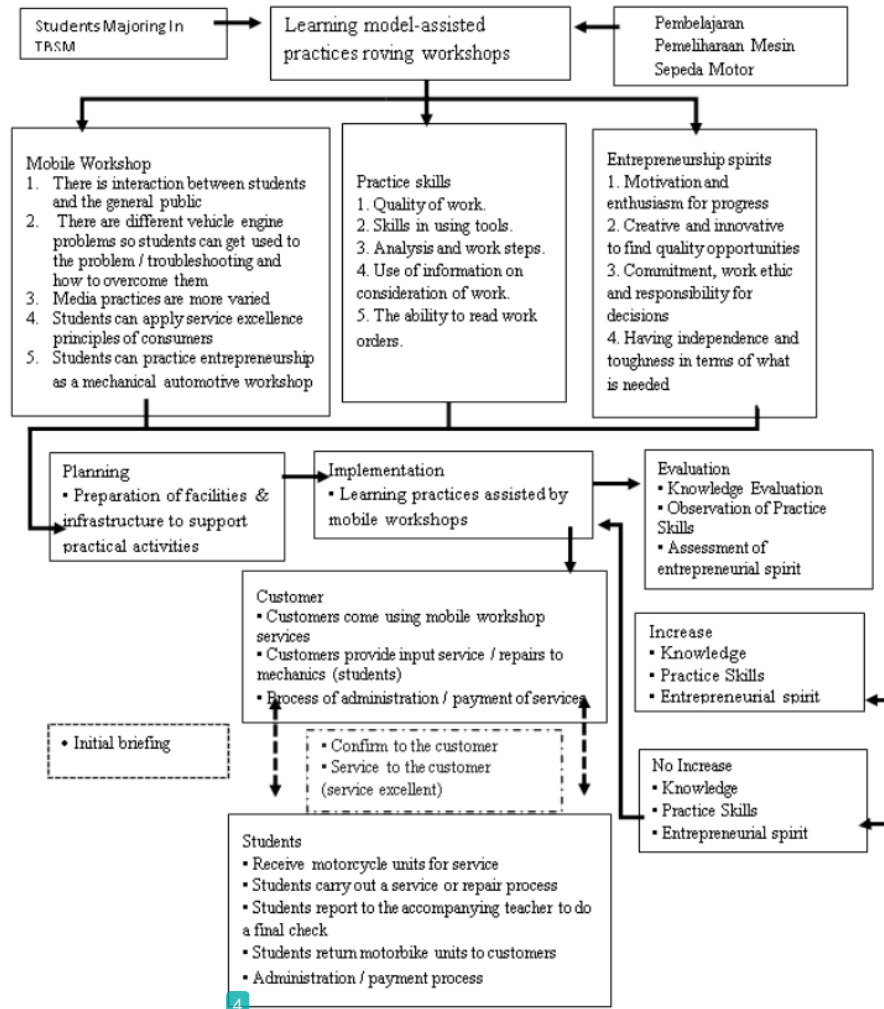 Students Majoring In
TBSM
Learning model-assisted
practices roving workshops
Pembelajaran
Pemeliharaan Mesin
Sepeda Motor
Mobile Workshop
1. There is interaction between students
and the general public
2. There are different vehicle engine
problems so students can get used to
the problem / troubleshooting and
how to overcome them
3. Media practices are more varied
4. Students can apply service excellence
principles of consumers
5. Students can practice entrepreneurship
as a mechanical automotive workshop
Practice skills
1. Quality of work.
2. Skills in using tools.
3. Analysis and work steps.
4. Use of information on
consideration of work.
5. The ability to read work
orders.
Entrepreneurship spirits
1. Motivation and
enthusiasm for progress
2. Creative and innovative
to find quality opportunities
3. Commitment, work ethic
and responsibility for
decisions
4. Having independence and
toughness in terms of what
is needed
Planning
▪ Preparation of facilities &
infrastructure to support
practical activities
Implementation
▪ Learning practices assisted by
mobile workshops
Evaluation
▪ Knowledge Evaluation
▪ Observation of Practice
Skills
▪ Assessment of
entrepreneurial spirit
Customer
▪ Customers come using mobile workshop
services
▪ Customers provide input service / repairs to
mechanics (students)
▪ Process of administration / payment of services
Increase
▪ Knowledge
▪ Practice Skills
▪ Entrepreneurial spirit
• Initial briefing
▪ Confirm to the customer
▪ Service to the customer
(service excellent)
No Increase
▪ Knowledge
▪ Practice Skills
▪ Entrepreneurial spirit
Students
▪ Receive motorcycle units for service
▪ Students carry out a service or repair process
▪ Students report to the accompanying teacher to do
a final check
▪ Students return motorbike units to customers
▪ Administration / payment process
4